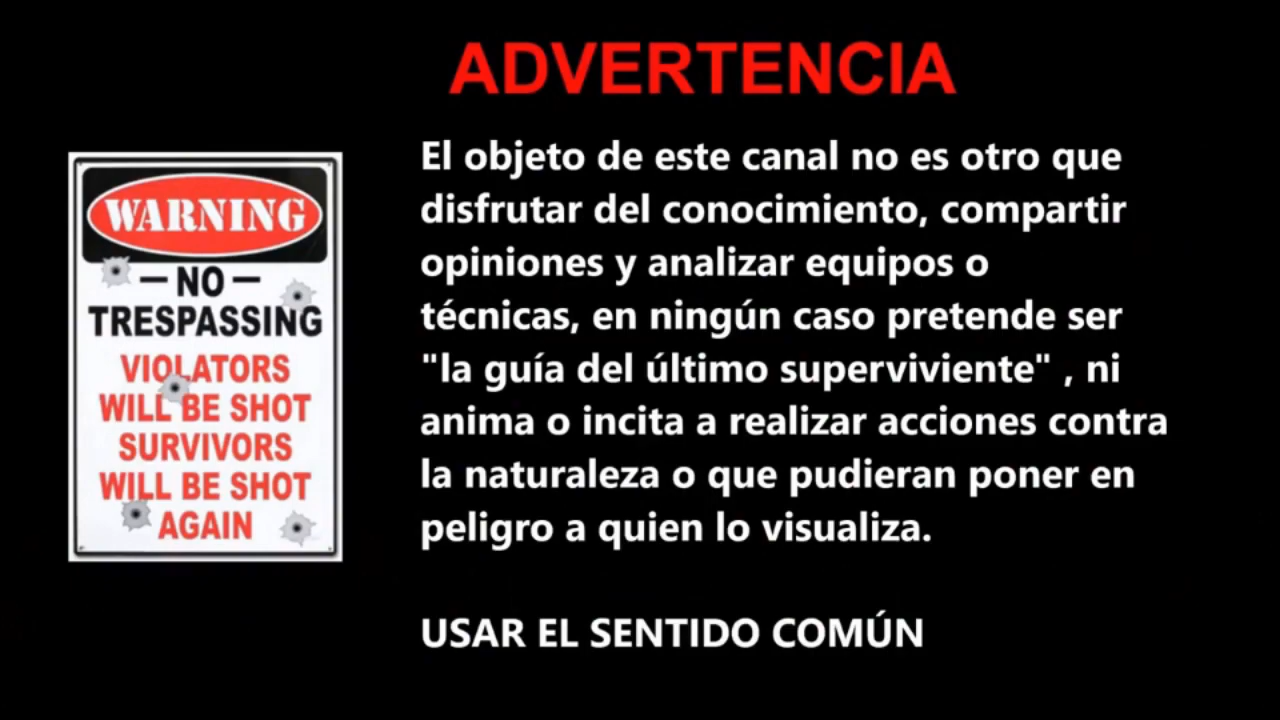 ADVERTENCIA
El objeto de este canal no es otro que
disfrutar del conocimiento, compartir
opiniones y analizar equipos o
técnicas, en ningún caso pretende ser
"la guía del último superviviente" , ni
anima o incita a realizar acciones contra
la naturaleza o que pudieran poner en
peligro a quien lo visualiza.
USAR EL SENTIDO COMÚN
WARNING
— NO —
TRESPASSING
VIOLATORS
WILL BE SHOT
SURVIVORS
WILL BE SHOT
AGAIN